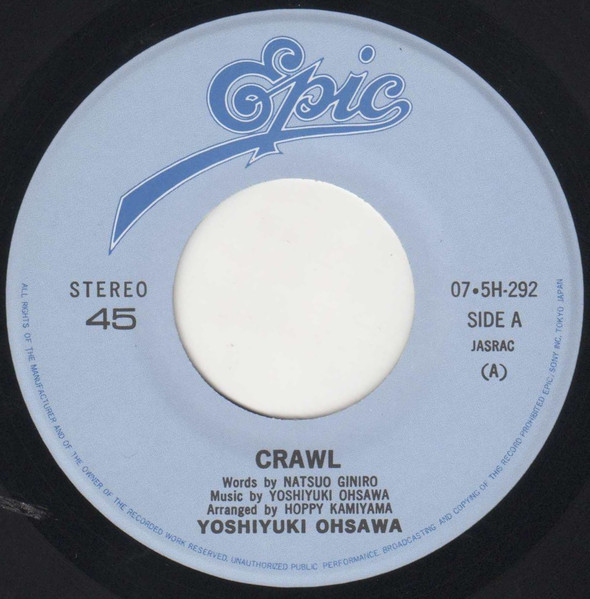 Epic
STEREO
45
07•5H-292
SIDE A
JASRAC
(A)
CRAWL
Words by NATSUO GINIRO
Music by YOSHIYUKI OHSAWA
Arranged by HOPPY KAMIYAMA
YOSHIYUKI OHSAWA
ALL RIGHTS OF THE MANUFACTURER AND OF THE OWNER OF THE RECORDED WORK RESERVED. UNAUTHORIZED PUBLIC PERFORMANCE, BROADCASTING AND COPYING OF THIS RECORD PROHIBITED EPIC, SONY INC. TOKYO JAPAN